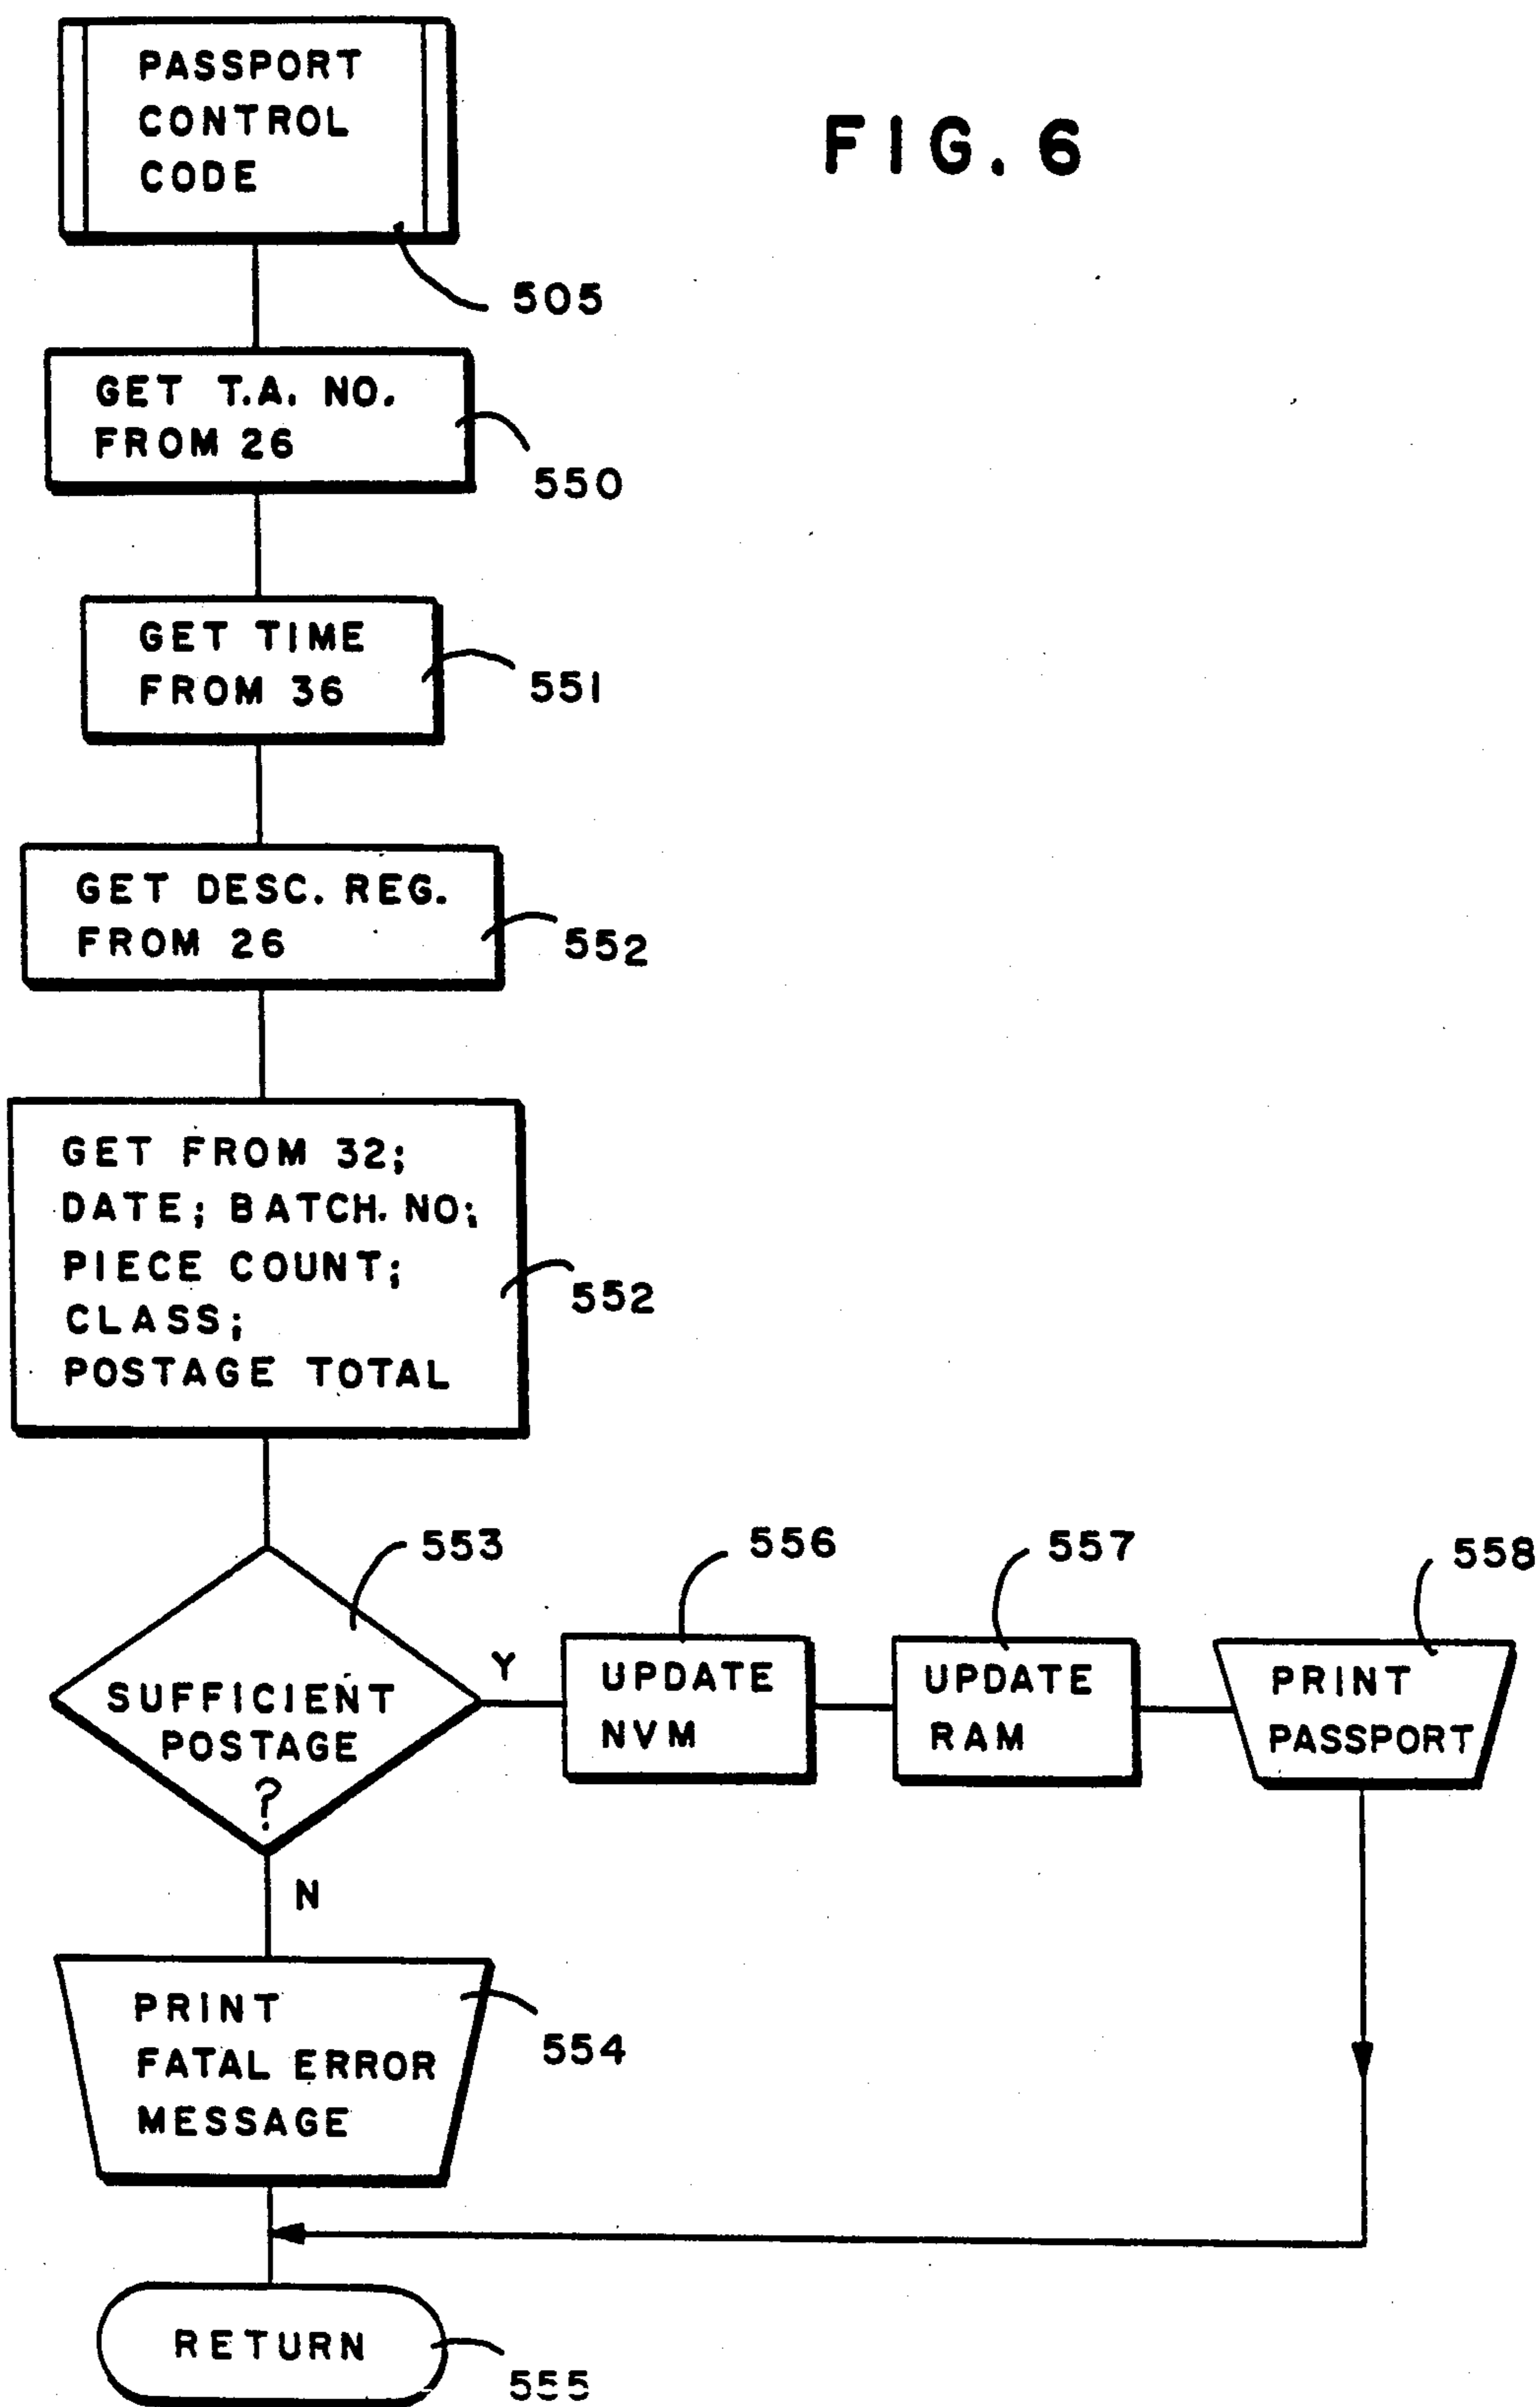 PASSPORT
CONTROL
CODE
FIG. 6
505
GET T.A. NO.
FROM 26
550
GET TIME
FROM 36
551
GET DESC. REG.
FROM 26
552
GET FROM 32;
DATE; BATCH. NO;
PIECE COUNT;
CLASS;
POSTAGE TOTAL
552
553
SUFFICIENT
POSTAGE
?
Y
556
UPDATE
NVM
557
UPDATE
RAM
558
PRINT
PASSPORT
N
PRINT
FATAL ERROR
MESSAGE
554
RETURN
555